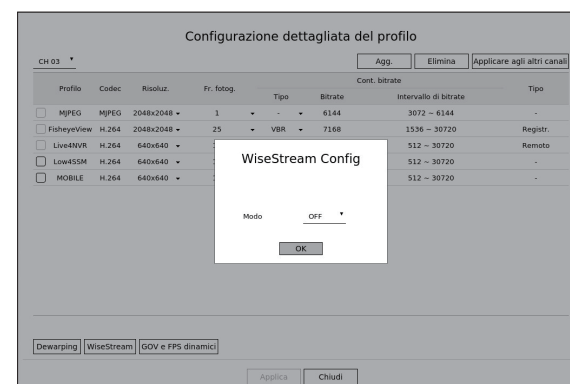 Configurazione dettagliata del profilo
CH 03
Agg. Elimina Applicare agli altri canali
Cont. bitrate
Profilo Codec Risoluz. Fr. fotog. Tipo Bitrate Intervallo di bitrate Tipo
MJPEG MJPEG 2048x2048 1 - 6144 3072 ~ 6144 -
FisheyeView H.264 2048x2048 25 VBR 7168 1536 ~ 30720 Registr.
Live4NVR H.264 640x640 512 ~ 30720 Remoto
Low4SSM H.264 640x640 512 ~ 30720 -
MOBILE H.264 640x640 512 ~ 30720 -
WiseStream Config
Modo OFF
OK
Dewarping WiseStream GOV e FPS dinamici
Applica Chiudi